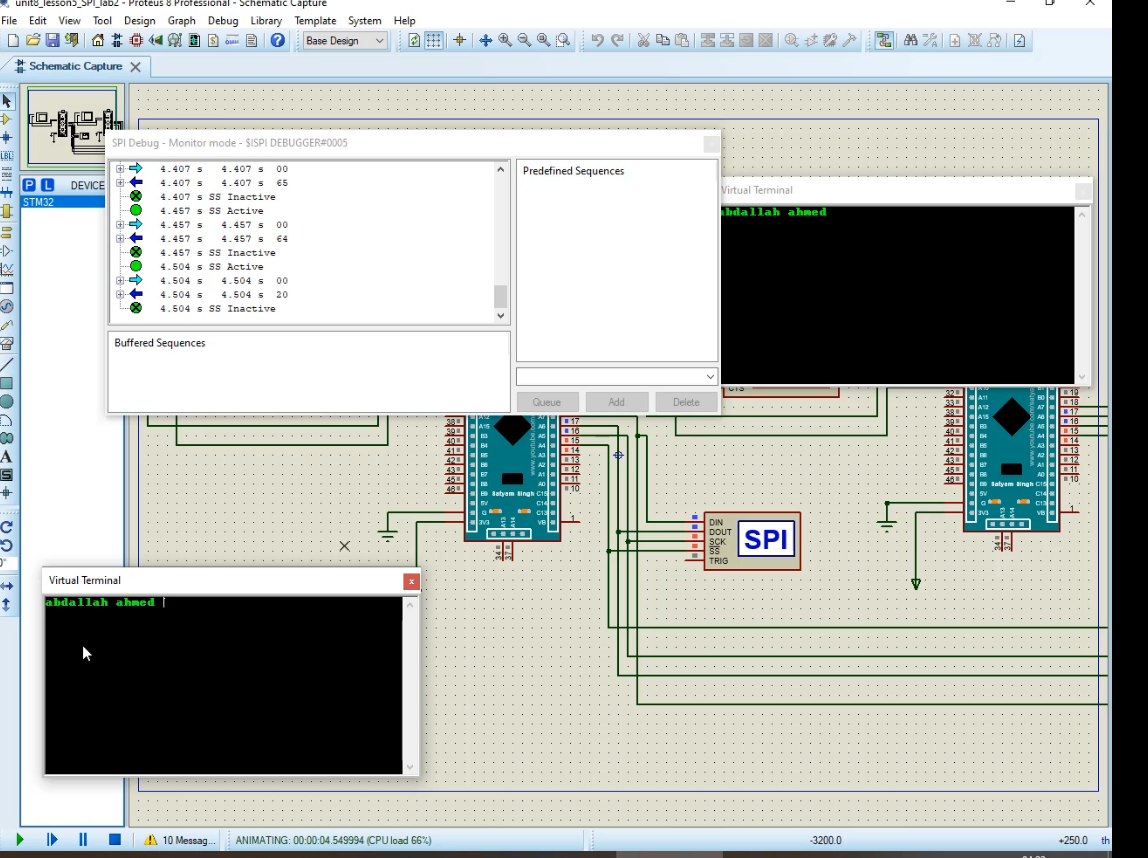 unit8_lesson5_SPI_lab2 - Proteus 8 Professional - Schematic Capture
File Edit View Tool Design Graph Debug Library Template System Help
Base Design
Schematic Capture
SPI Debug - Monitor mode - $ISPI DEBUGGER#0005
4.407 s 4.407 s 00
4.407 s 4.407 s 65
4.407 s SS Inactive
4.457 s SS Active
4.457 s 4.457 s 00
4.457 s 4.457 s 64
4.457 s SS Inactive
4.504 s SS Active
4.504 s 4.504 s 00
4.504 s 4.504 s 20
4.504 s SS Inactive
Buffered Sequences
Predefined Sequences
Queue Add Delete
Virtual Terminal
abdallah ahmed
P L DEVICE
STM32
LBL
DIN
DOUT
SCK
SS
TRIG
SPI
Virtual Terminal
abdallah ahmed
10 Messag...
ANIMATING: 00:00:04.549994 (CPU load 66%)
-3200.0
+250.0
th